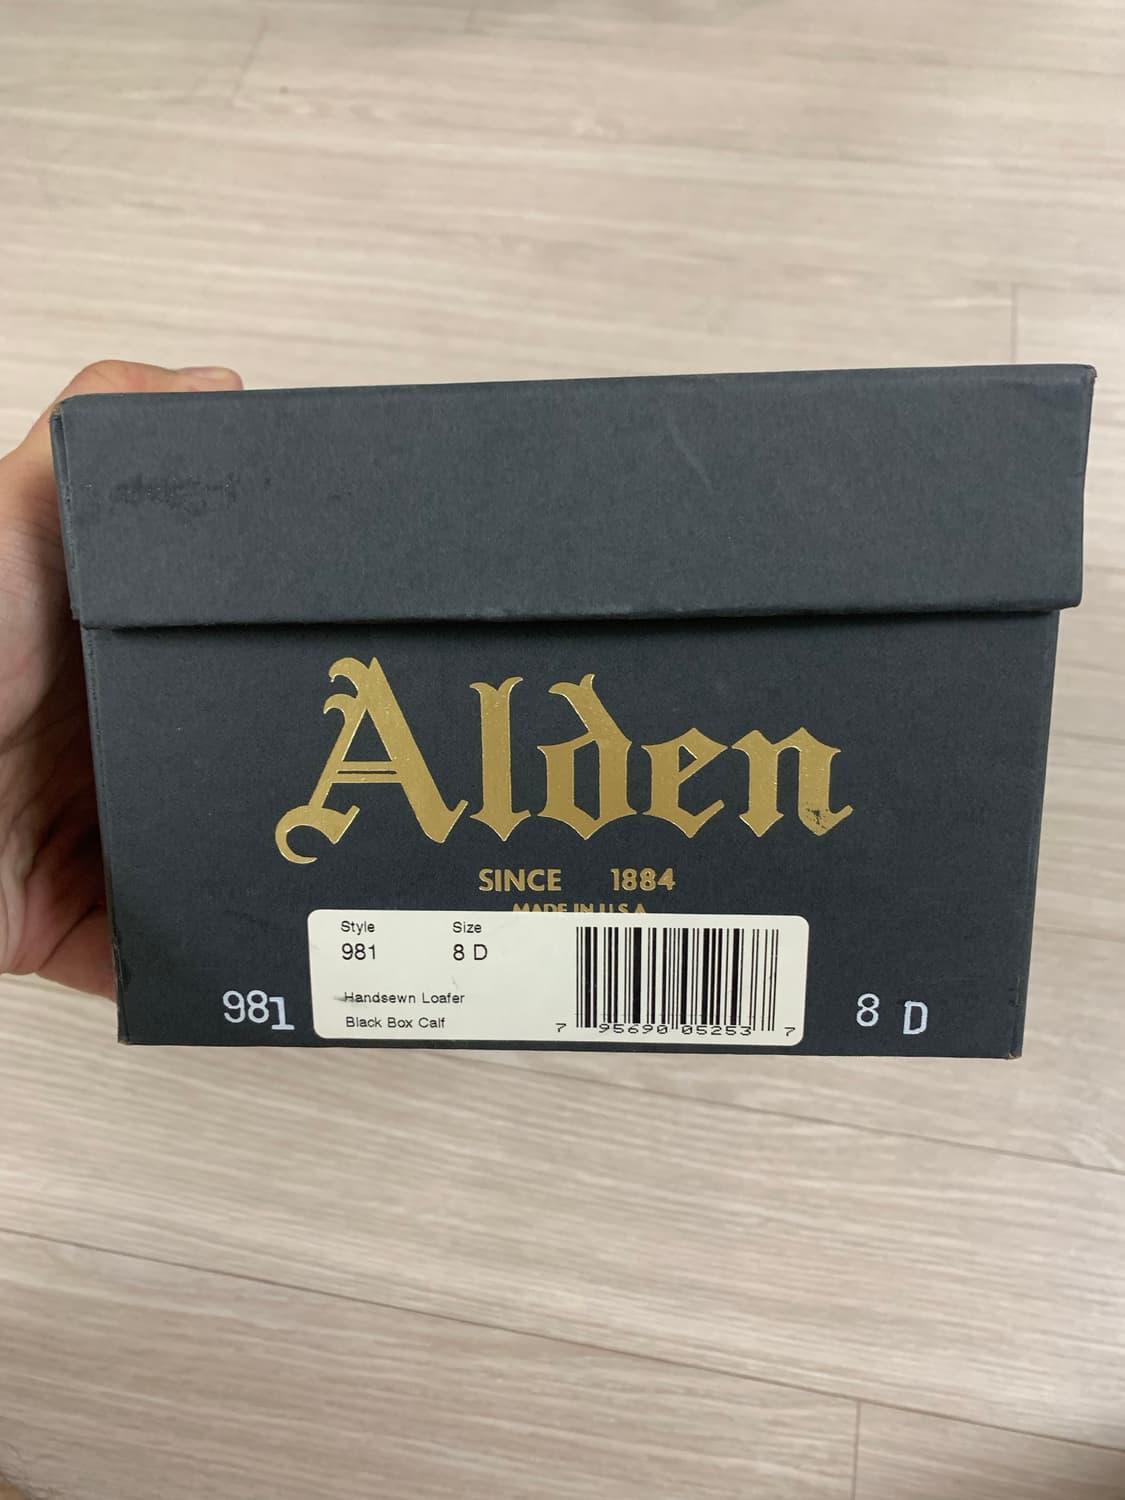 Alden
SINCE 1884
MADE IN U.S.A
Style Size
981 8 D
Handsewn Loafer
Black Box Calf
7 95690 05253 7
981
8 D